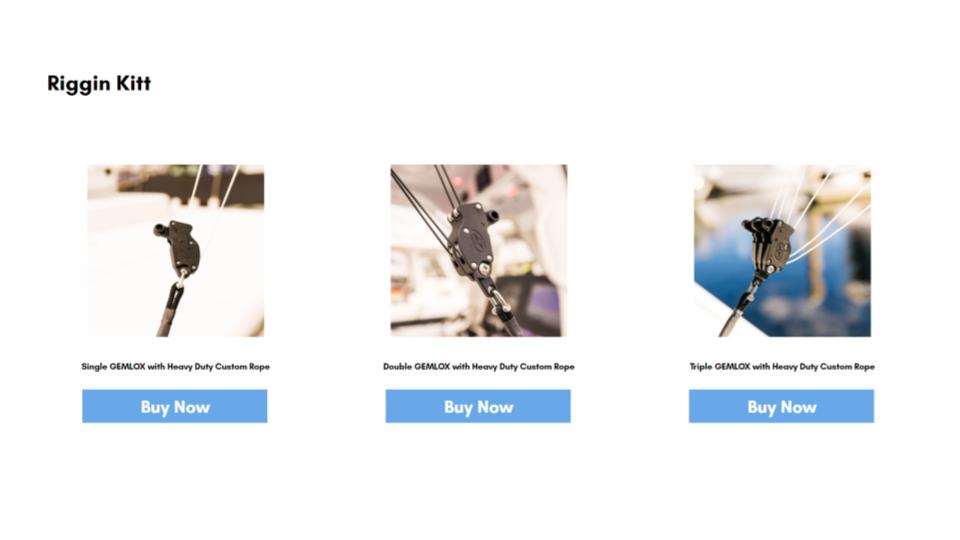 Riggin Kitt
Single GEMLOX with Heavy Duty Custom Rope
Double GEMLOX with Heavy Duty Custom Rope
Triple GEMLOX with Heavy Duty Custom Rope
Buy Now
Buy Now
Buy Now